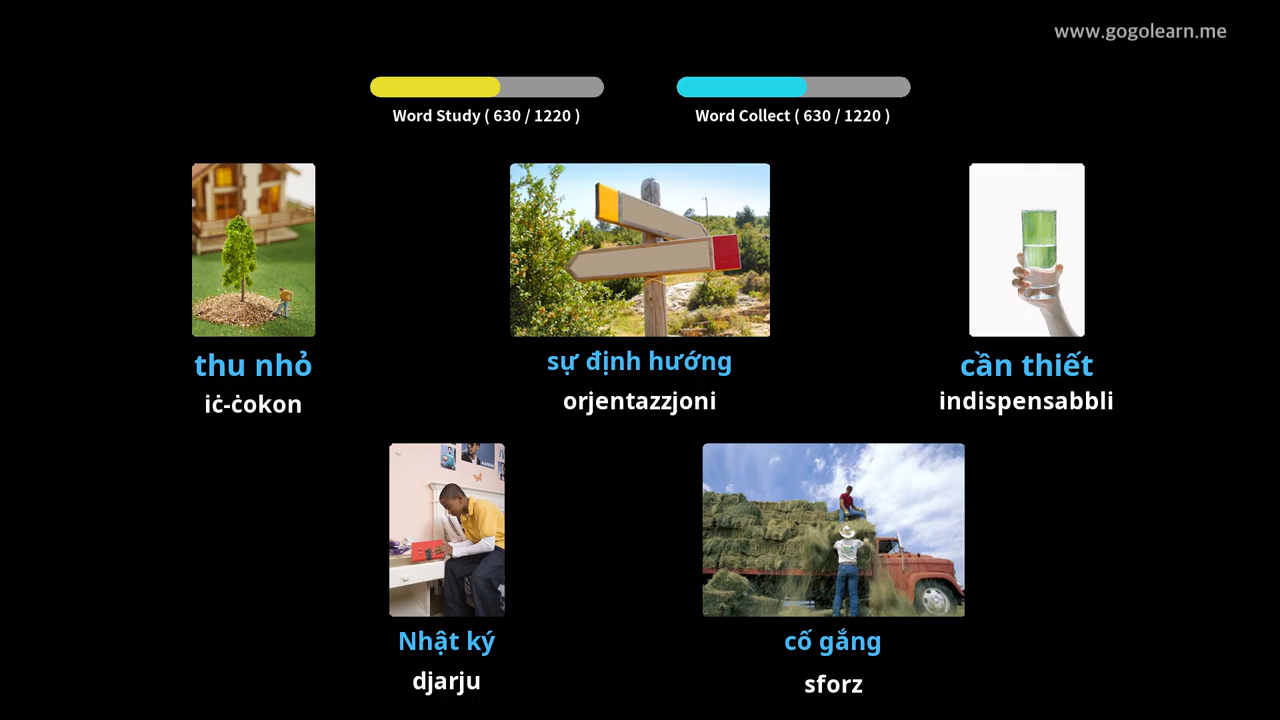 www.gogolearn.me
Word Study ( 630 / 1220 )
Word Collect ( 630 / 1220 )
thu nhỏ
sự định hướng
cần thiết
iċ-ċokon
orjentazzjoni
indispensabbli
Nhật ký
cố gắng
djarju
sforz